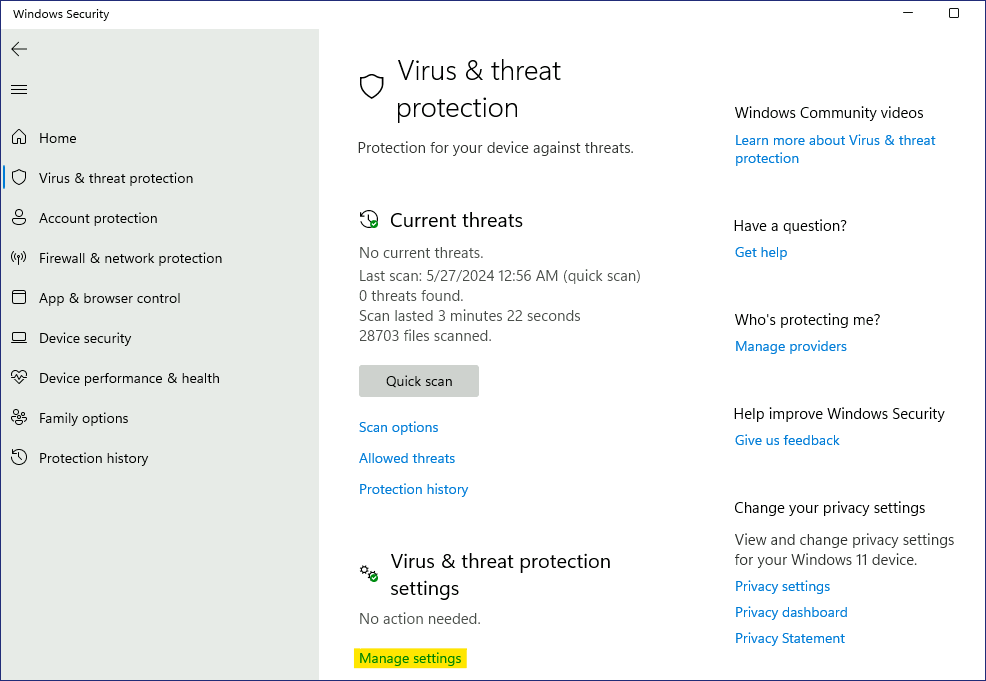 Windows Security
Home
Virus & threat protection
Account protection
Firewall & network protection
App & browser control
Device security
Device performance & health
Family options
Protection history
Virus & threat
protection
Protection for your device against threats.
Current threats
No current threats.
Last scan: 5/27/2024 12:56 AM (quick scan)
0 threats found.
Scan lasted 3 minutes 22 seconds
28703 files scanned.
Quick scan
Scan options
Allowed threats
Protection history
Virus & threat protection
settings
No action needed.
Manage settings
Windows Community videos
Learn more about Virus & threat
protection
Have a question?
Get help
Who's protecting me?
Manage providers
Help improve Windows Security
Give us feedback
Change your privacy settings
View and change privacy settings
for your Windows 11 device.
Privacy settings
Privacy dashboard
Privacy Statement